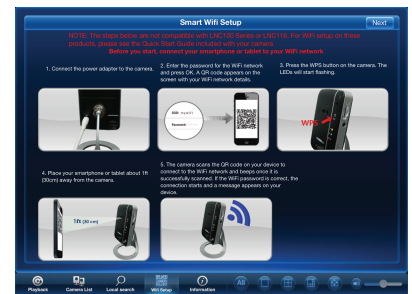 Smart Wifi Setup
Next
NOTE: The steps below are not compatible with LNC100 Series or LNC116. For WiFi setup on these
products, please use the Quick Start Guide included with your camera.
Before you start, connect your smartphone or tablet to your WiFi network
1. Connect the power adapter to the camera.
2. Enter the password for the WiFi network
and press OK. A QR code appears on the
screen with your WiFi network details.
3. Press the WPS button on the camera. The
LEDs will start flashing.
Password:
WPS
4. Place your smartphone or tablet about 1ft
(30cm) away from the camera.
5. The camera scans the QR code on your device to
connect to the WiFi network and beeps once it is
successfully scanned. If the WiFi password is correct, the
connection starts and a message appears on your
device.
1ft (30 cm)
Playback
Camera List
Local search
Wifi Setup
Information
All